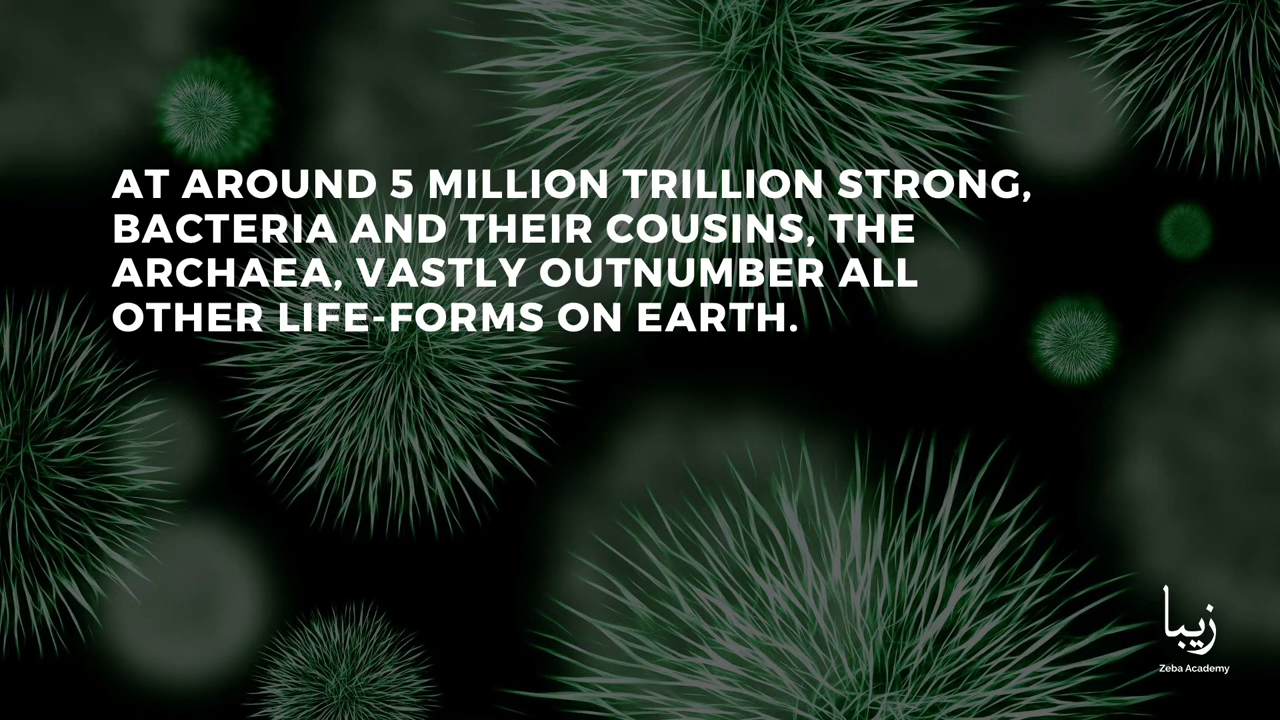 AT AROUND 5 MILLION TRILLION STRONG,
BACTERIA AND THEIR COUSINS, THE
ARCHAEA, VASTLY OUTNUMBER ALL
OTHER LIFE-FORMS ON EARTH.
زیبا
Zeba Academy